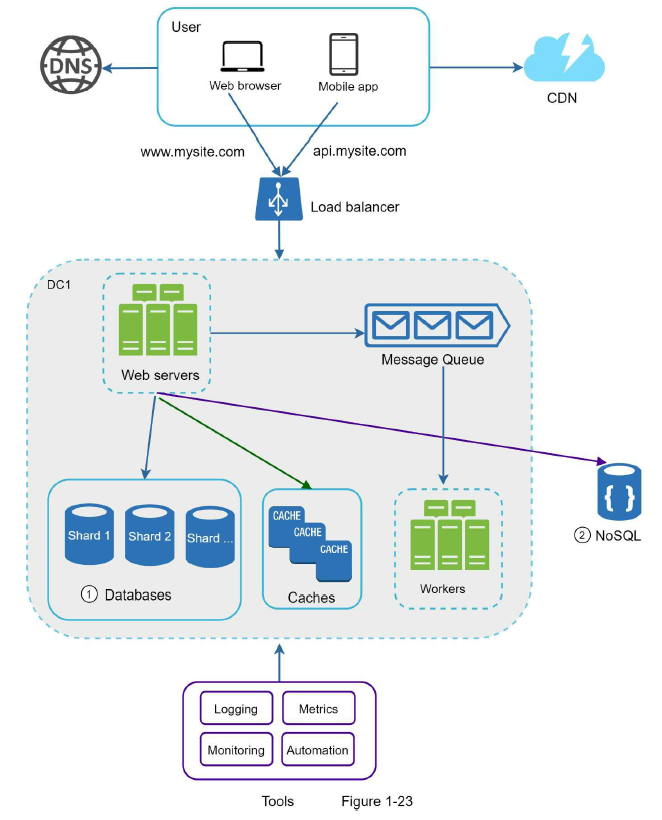 User
DNS
Web browser
Mobile app
CDN
www.mysite.com
api.mysite.com
Load balancer
DC1
Web servers
Message Queue
Shard 1
Shard 2
Shard ...
① Databases
CACHE
CACHE
CACHE
Caches
Workers
{ }
② NoSQL
Logging
Metrics
Monitoring
Automation
Tools
Figure 1-23